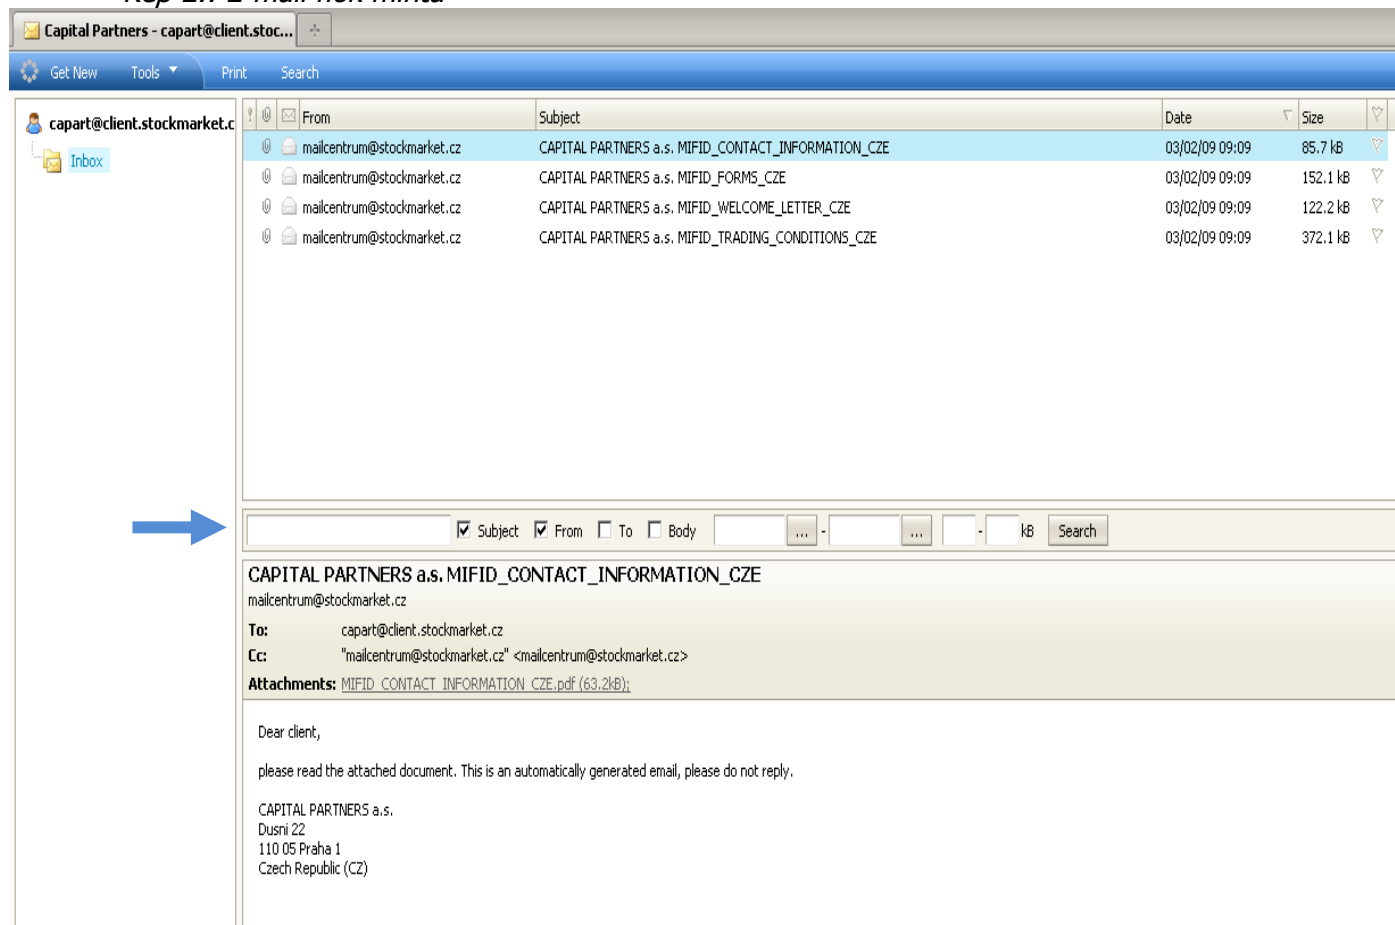 Capital Partners - capart@client.stoc...
Get New Tools Print Search
capart@client.stockmarket.c
Inbox
From Subject Date Size
mailcentrum@stockmarket.cz CAPITAL PARTNERS a.s. MIFID_CONTACT_INFORMATION_CZE 03/02/09 09:09 85.7 kB
mailcentrum@stockmarket.cz CAPITAL PARTNERS a.s. MIFID_FORMS_CZE 03/02/09 09:09 152.1 kB
mailcentrum@stockmarket.cz CAPITAL PARTNERS a.s. MIFID_WELCOME_LETTER_CZE 03/02/09 09:09 122.2 kB
mailcentrum@stockmarket.cz CAPITAL PARTNERS a.s. MIFID_TRADING_CONDITIONS_CZE 03/02/09 09:09 372.1 kB
Subject From To Body ... - ... - kB Search
CAPITAL PARTNERS a.s. MIFID_CONTACT_INFORMATION_CZE
mailcentrum@stockmarket.cz
To: capart@client.stockmarket.cz
Cc: "mailcentrum@stockmarket.cz" <mailcentrum@stockmarket.cz>
Attachments: MIFID_CONTACT_INFORMATION_CZE.pdf (63.2kB);
Dear client,
please read the attached document. This is an automatically generated email, please do not reply.
CAPITAL PARTNERS a.s.
Dusni 22
110 05 Praha 1
Czech Republic (CZ)